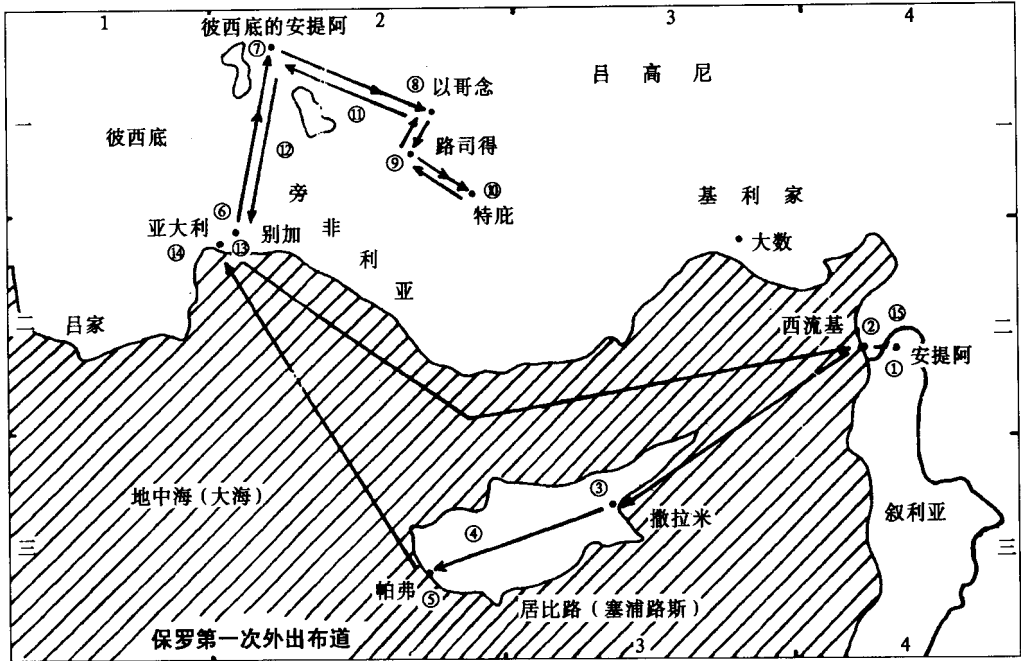 1
2
3
4
彼西底的安提阿
⑦
⑧ 以哥念
吕高尼
一
彼西底
⑪
⑫
路司得
⑨
一
⑩
特庇
旁非利亚
基利家
大数
⑥
亚大利
⑭
⑬ 别加
二
吕家
西流基
②
⑮
二
安提阿
①
地中海（大海）
③
撒拉米
④
叙利亚
三
三
帕弗
⑤
居比路（塞浦路斯）
保罗第一次外出布道
3
4